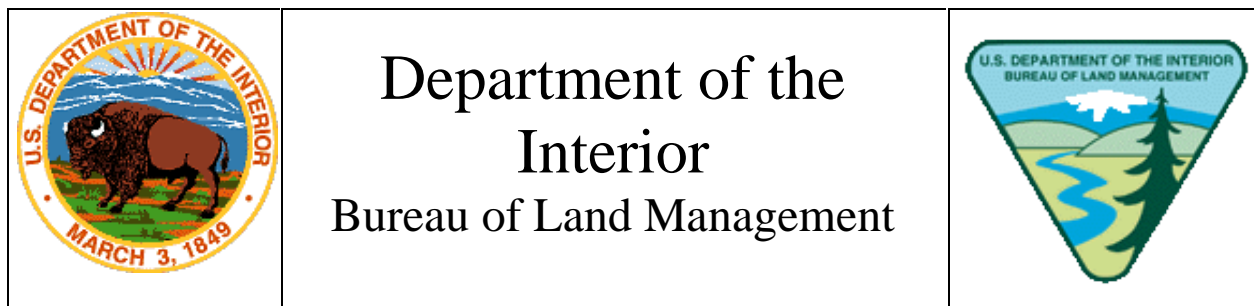 U.S. DEPARTMENT OF THE INTERIOR
MARCH 3, 1849
Department of the
Interior
Bureau of Land Management
U.S. DEPARTMENT OF THE INTERIOR
BUREAU OF LAND MANAGEMENT